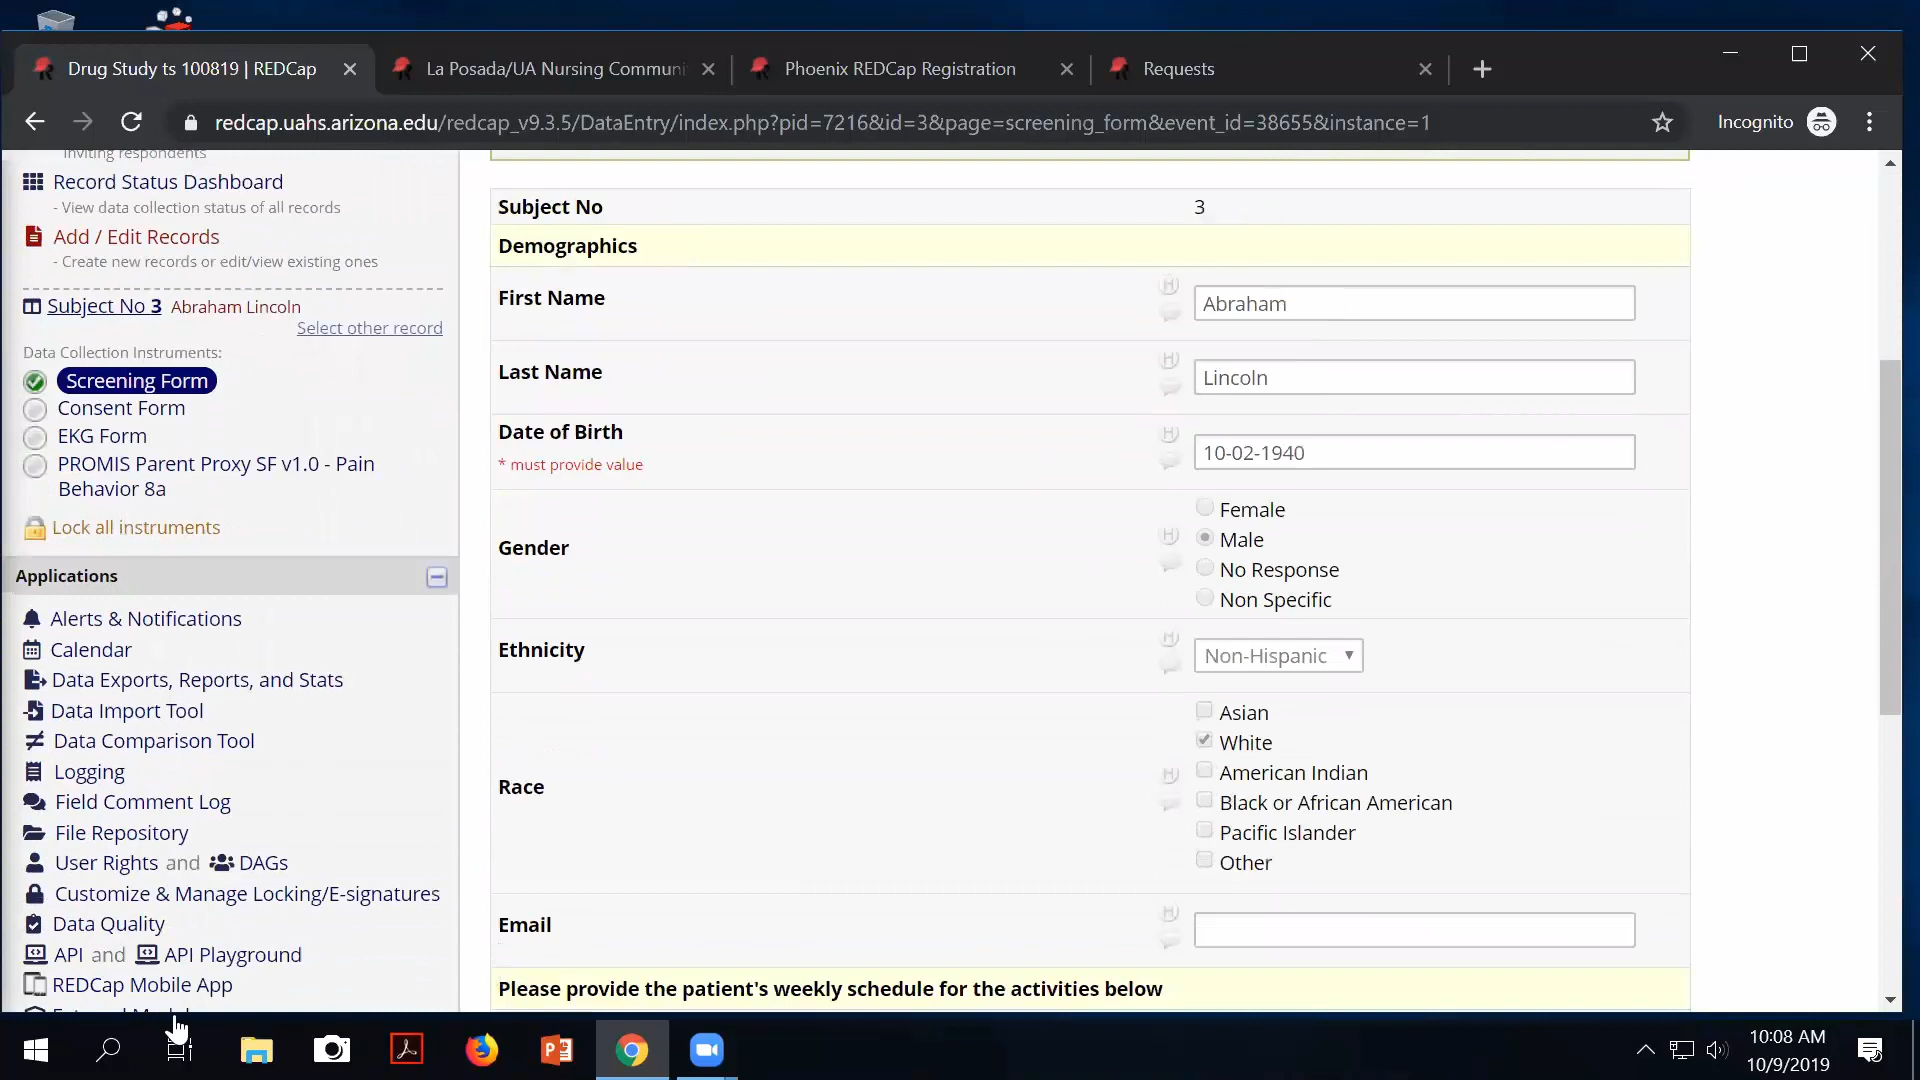 Drug Study ts 100819 | REDCap
La Posada/UA Nursing Communi
Phoenix REDCap Registration
Requests
redcap.uahs.arizona.edu/redcap_v9.3.5/DataEntry/index.php?pid=7216&id=3&page=screening_form&event_id=38655&instance=1
Incognito
inviting respondents
Record Status Dashboard
- View data collection status of all records
Add / Edit Records
- Create new records or edit/view existing ones
Subject No 3 Abraham Lincoln
Select other record
Data Collection Instruments:
Screening Form
Consent Form
EKG Form
PROMIS Parent Proxy SF v1.0 - Pain
Behavior 8a
Lock all instruments
Applications
Alerts & Notifications
Calendar
Data Exports, Reports, and Stats
Data Import Tool
Data Comparison Tool
Logging
Field Comment Log
File Repository
User Rights and DAGs
Customize & Manage Locking/E-signatures
Data Quality
API and API Playground
REDCap Mobile App
Subject No 3
Demographics
First Name
H
Abraham
Last Name
H
Lincoln
Date of Birth
* must provide value
H
10-02-1940
Gender
H
Female
Male
No Response
Non Specific
Ethnicity
H
Non-Hispanic
Race
H
Asian
White
American Indian
Black or African American
Pacific Islander
Other
Email
H
Please provide the patient's weekly schedule for the activities below
10:08 AM
10/9/2019